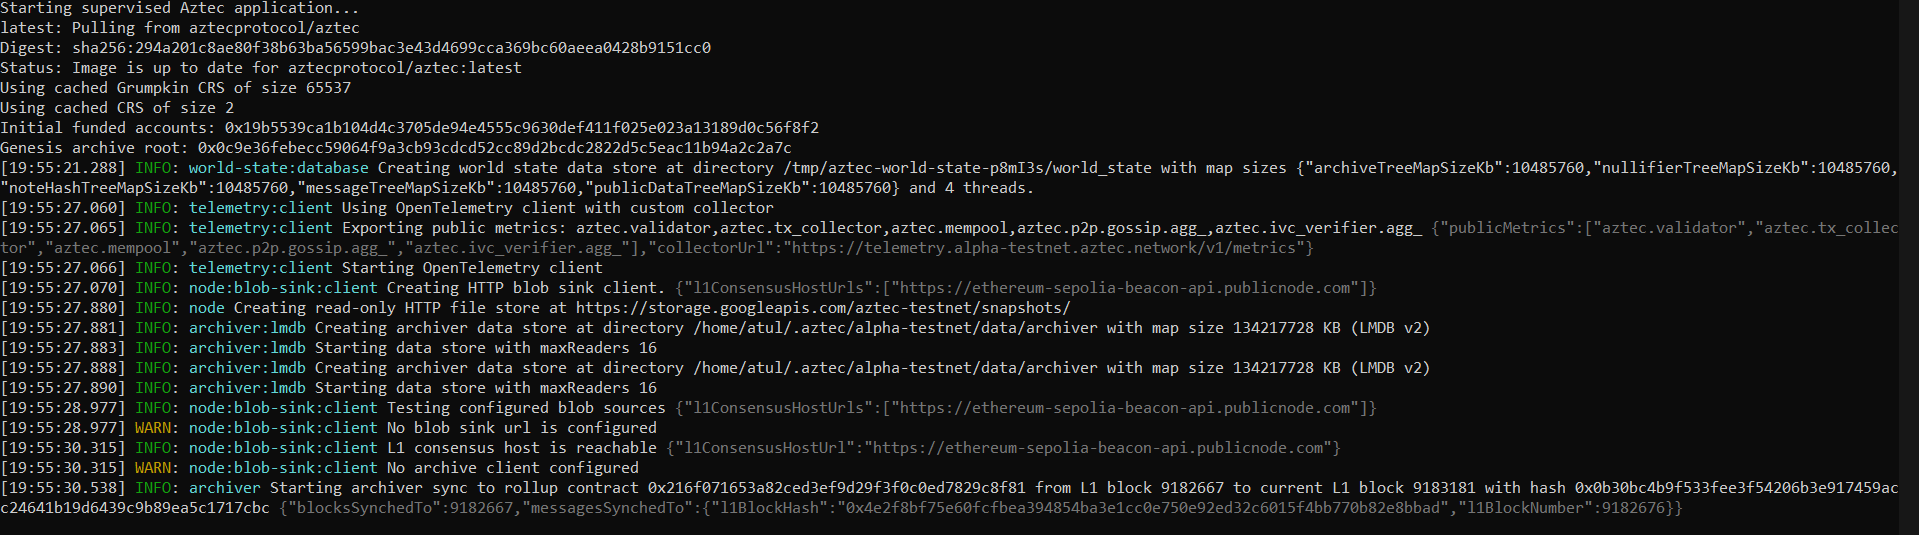 Starting supervised Aztec application...
latest: Pulling from aztecprotocol/aztec
Digest: sha256:294a201c8ae80f38b63ba56599bac3e43d4699cca369bc60aeea0428b9151cc0
Status: Image is up to date for aztecprotocol/aztec:latest
Using cached Grumpkin CRS of size 65537
Using cached CRS of size 2
Initial funded accounts: 0x19b5539ca1b104d4c3705de94e4555c9630def411f025e023a13189d0c56f8f2
Genesis archive root: 0x0c9e36febecc59064f9a3cb93cdcd52cc89d2bcdc2822d5c5eac11b94a2c2a7c
[19:55:21.288] INFO: world-state:database Creating world state data store at directory /tmp/aztec-world-state-p8mI3s/world_state with map sizes {"archiveTreeMapSizeKb":10485760,"nullifierTreeMapSizeKb":10485760,
"noteHashTreeMapSizeKb":10485760,"messageTreeMapSizeKb":10485760,"publicDataTreeMapSizeKb":10485760} and 4 threads.
[19:55:27.060] INFO: telemetry:client Using OpenTelemetry client with custom collector
[19:55:27.065] INFO: telemetry:client Exporting public metrics: aztec.validator,aztec.tx_collector,aztec.mempool,aztec.p2p.gossip.agg_,aztec.ivc_verifier.agg_ {"publicMetrics":["aztec.validator","aztec.tx_collec
tor","aztec.mempool","aztec.p2p.gossip.agg_","aztec.ivc_verifier.agg_"],"collectorUrl":"https://telemetry.alpha-testnet.aztec.network/v1/metrics"}
[19:55:27.066] INFO: telemetry:client Starting OpenTelemetry client
[19:55:27.070] INFO: node:blob-sink:client Creating HTTP blob sink client. {"l1ConsensusHostUrls":["https://ethereum-sepolia-beacon-api.publicnode.com"]}
[19:55:27.880] INFO: node Creating read-only HTTP file store at https://storage.googleapis.com/aztec-testnet/snapshots/
[19:55:27.881] INFO: archiver:lmdb Creating archiver data store at directory /home/atul/.aztec/alpha-testnet/data/archiver with map size 134217728 KB (LMDB v2)
[19:55:27.883] INFO: archiver:lmdb Starting data store with maxReaders 16
[19:55:27.888] INFO: archiver:lmdb Creating archiver data store at directory /home/atul/.aztec/alpha-testnet/data/archiver with map size 134217728 KB (LMDB v2)
[19:55:27.890] INFO: archiver:lmdb Starting data store with maxReaders 16
[19:55:28.977] INFO: node:blob-sink:client Testing configured blob sources {"l1ConsensusHostUrls":["https://ethereum-sepolia-beacon-api.publicnode.com"]}
[19:55:28.977] WARN: node:blob-sink:client No blob sink url is configured
[19:55:30.315] INFO: node:blob-sink:client L1 consensus host is reachable {"l1ConsensusHostUrl":"https://ethereum-sepolia-beacon-api.publicnode.com"}
[19:55:30.315] WARN: node:blob-sink:client No archive client configured
[19:55:30.538] INFO: archiver Starting archiver sync to rollup contract 0x216f071653a82ced3ef9d29f3f0c0ed7829c8f81 from L1 block 9182667 to current L1 block 9183181 with hash 0x0b30bc4b9f533fee3f54206b3e917459ac
c24641b19d6439c9b89ea5c1717cbc {"blocksSynchedTo":9182667,"messagesSynchedTo":{"l1BlockHash":"0x4e2f8bf75e60fcfbea394854ba3e1cc0e750e92ed32c6015f4bb770b82e8bbad","l1BlockNumber":9182676}}